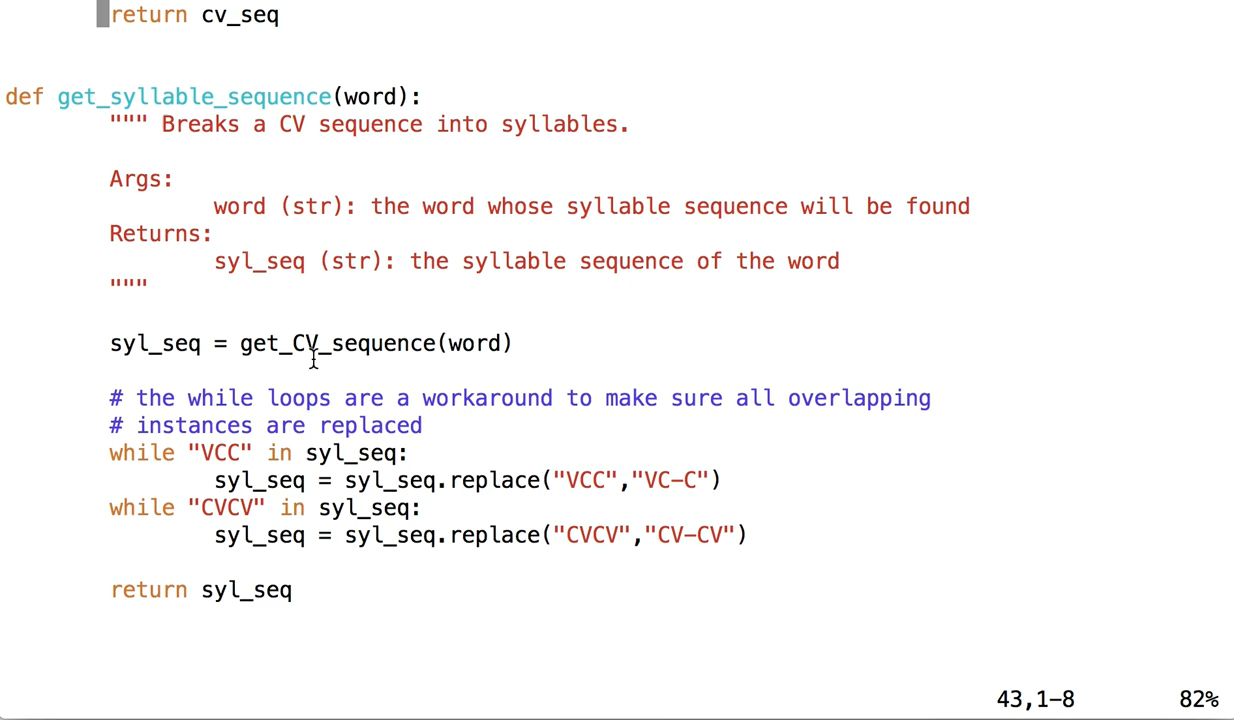 return cv_seq
def get_syllable_sequence(word):
""" Breaks a CV sequence into syllables.
Args:
word (str): the word whose syllable sequence will be found
Returns:
syl_seq (str): the syllable sequence of the word
"""
syl_seq = get_CV_sequence(word)
# the while loops are a workaround to make sure all overlapping
# instances are replaced
while "VCC" in syl_seq:
syl_seq = syl_seq.replace("VCC","VC-C")
while "CVCV" in syl_seq:
syl_seq = syl_seq.replace("CVCV","CV-CV")
return syl_seq
43,1-8 82%